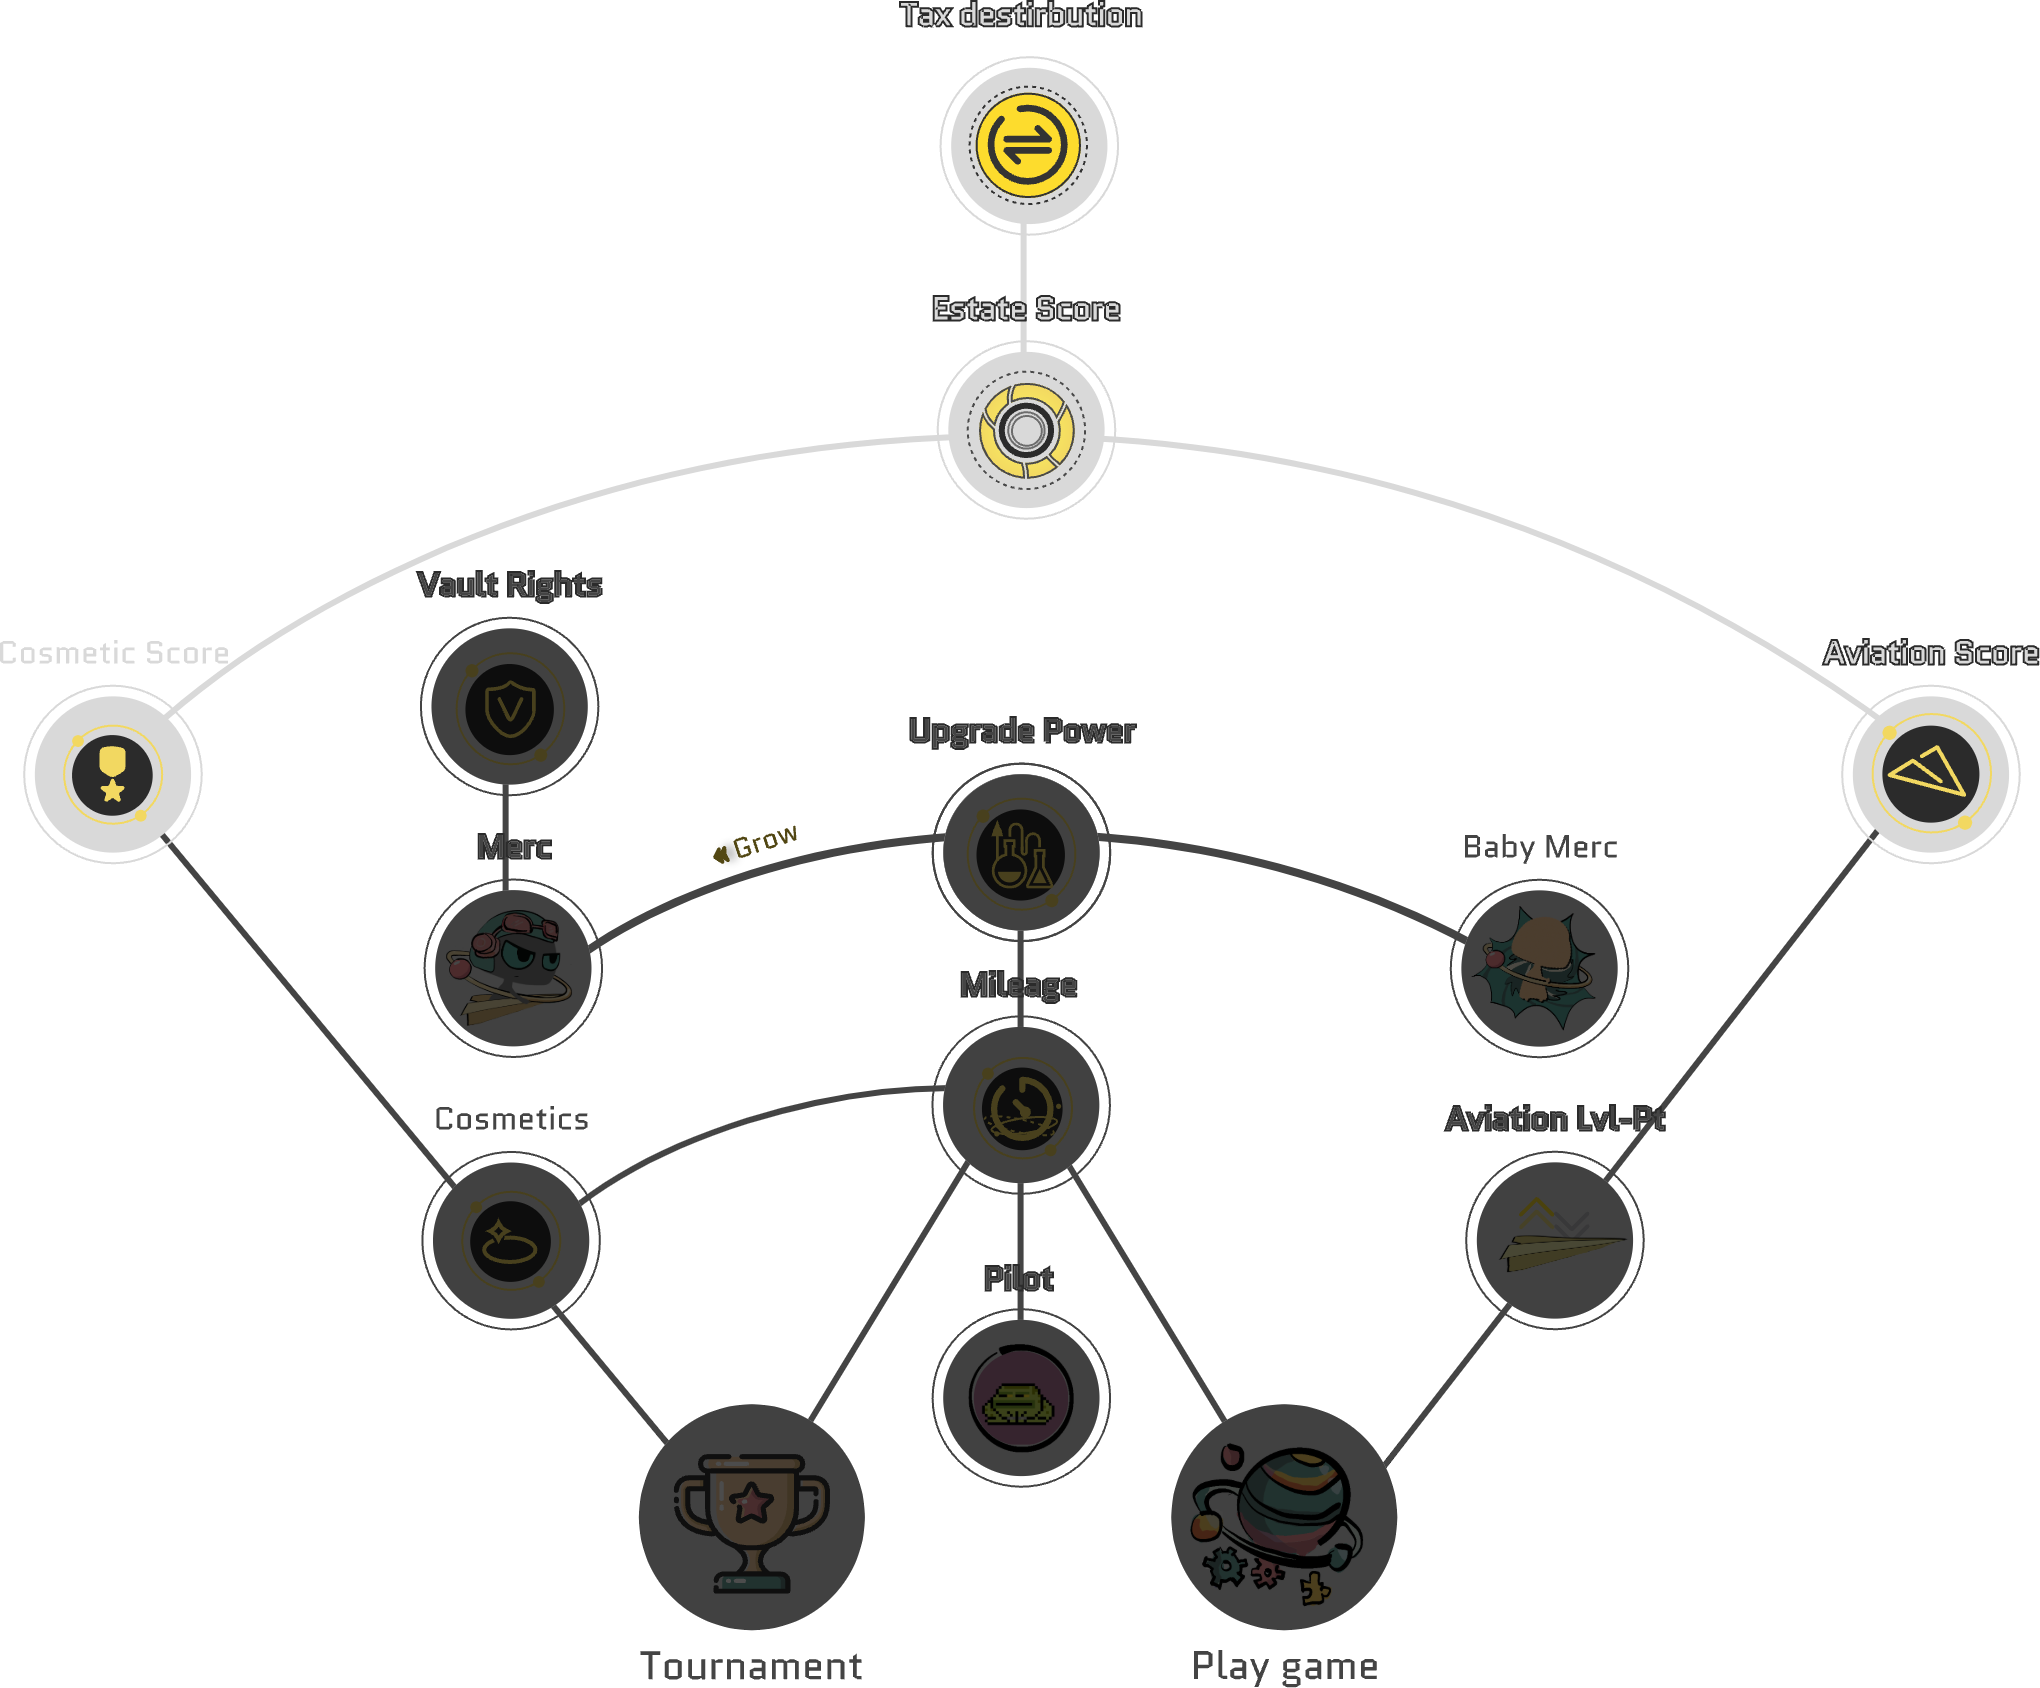 Tax destirbution
Estate Score
Vault Rights
Cosmetic Score
Aviation Score
Upgrade Power
Grow
Merc
Baby Merc
Mileage
Cosmetics
Aviation Lvl-Pt
Pilot
Tournament
Play game